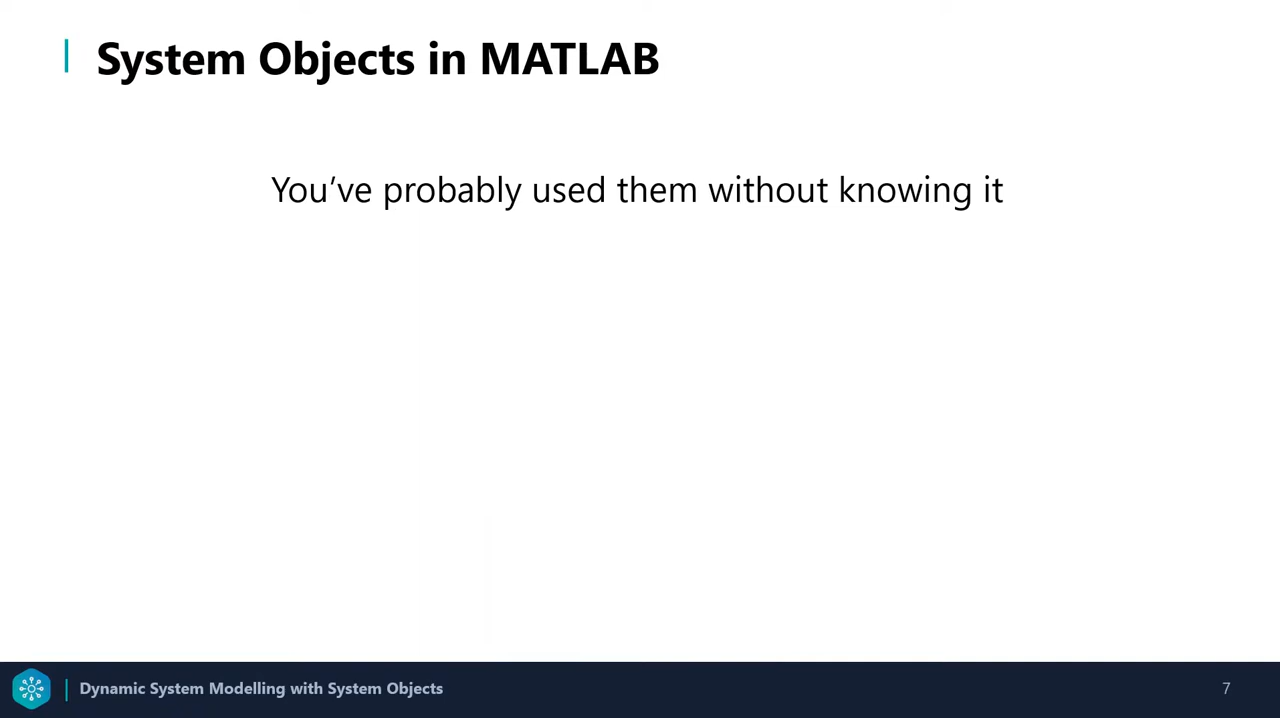 System Objects in MATLAB
You’ve probably used them without knowing it
Dynamic System Modelling with System Objects
7